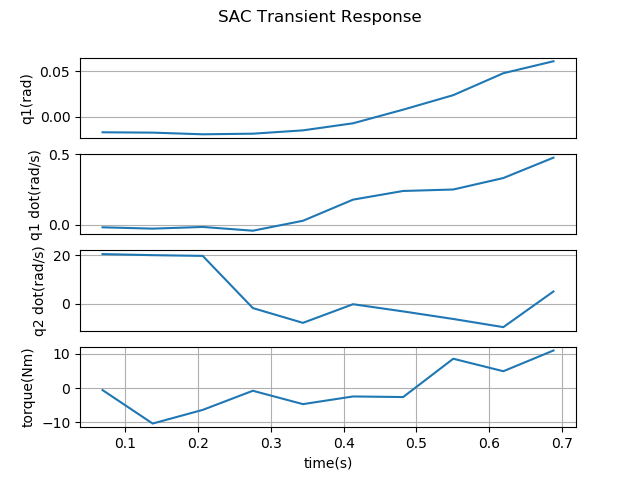 SAC Transient Response
q1(rad)
0.05
0.00
q1 dot(rad/s)
0.5
0.0
q2 dot(rad/s)
20
0
torque(Nm)
10
0
−10
0.1 0.2 0.3 0.4 0.5 0.6 0.7
time(s)